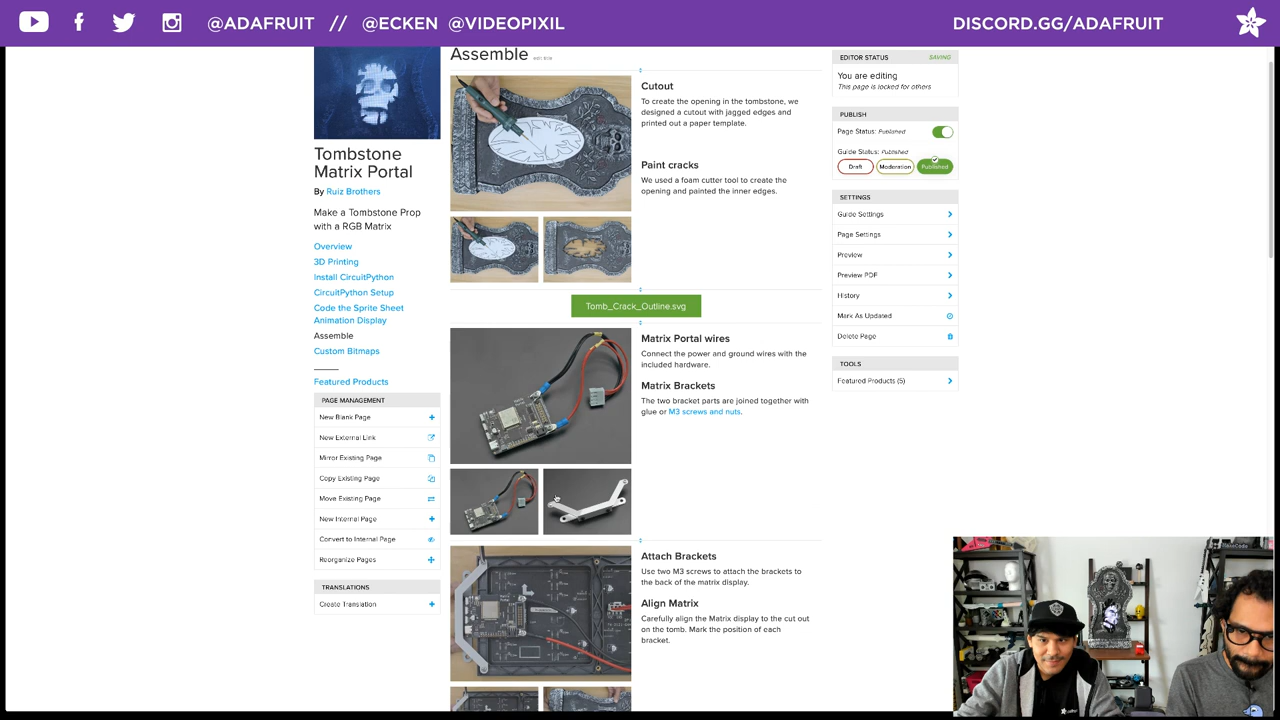 @ADAFRUIT // @ECKEN @VIDEOPIXIL
DISCORD.GG/ADAFRUIT
Tombstone
Matrix Portal
By Ruiz Brothers
Make a Tombstone Prop
with a RGB Matrix
Overview
3D Printing
Install CircuitPython
CircuitPython Setup
Code the Sprite Sheet
Animation Display
Assemble
Custom Bitmaps
Featured Products
PAGE MANAGEMENT
New Blank Page
New External Link
Mirror Existing Page
Copy Existing Page
Move Existing Page
New Internal Page
Convert to Internal Page
Reorganize Pages
TRANSLATIONS
Create Translation
Assemble
Cutout
To create the opening in the tombstone, we
designed a cutout with jagged edges and
printed out a paper template.
Paint cracks
We used a foam cutter tool to create the
opening and painted the inner edges.
Tomb_Crack_Outline.svg
Matrix Portal wires
Connect the power and ground wires with the
included hardware.
Matrix Brackets
The two bracket parts are joined together with
glue or M3 screws and nuts.
Attach Brackets
Use two M3 screws to attach the brackets to
the back of the matrix display.
Align Matrix
Carefully align the Matrix display to the cut out
on the tomb. Mark the position of each
bracket.
EDITOR STATUS SAVING
You are editing
This page is locked for others
PUBLISH
Page Status: Published
Guide Status: Published
Draft Moderation Published
SETTINGS
Guide Settings
Page Settings
Preview
Preview PDF
History
Mark As Updated
Delete Page
TOOLS
Featured Products (5)